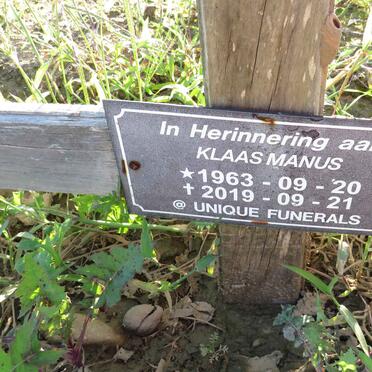 In Herinnering aan
KLAAS MANUS
★1963 - 09 - 20
✝2019 - 09 - 21
@ UNIQUE FUNERALS